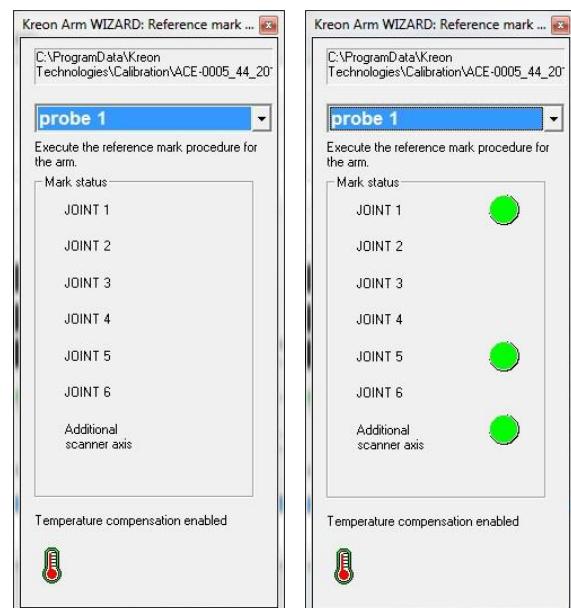 Kreon Arm WIZARD: Reference mark ...
C:\ProgramData\Kreon
Technologies\Calibration\ACE-0005_44_20
probe 1
Execute the reference mark procedure for
the arm.
Mark status
JOINT 1
JOINT 2
JOINT 3
JOINT 4
JOINT 5
JOINT 6
Additional
scanner axis
Temperature compensation enabled
Kreon Arm WIZARD: Reference mark ...
C:\ProgramData\Kreon
Technologies\Calibration\ACE-0005_44_20
probe 1
Execute the reference mark procedure for
the arm.
Mark status
JOINT 1
JOINT 2
JOINT 3
JOINT 4
JOINT 5
JOINT 6
Additional
scanner axis
Temperature compensation enabled